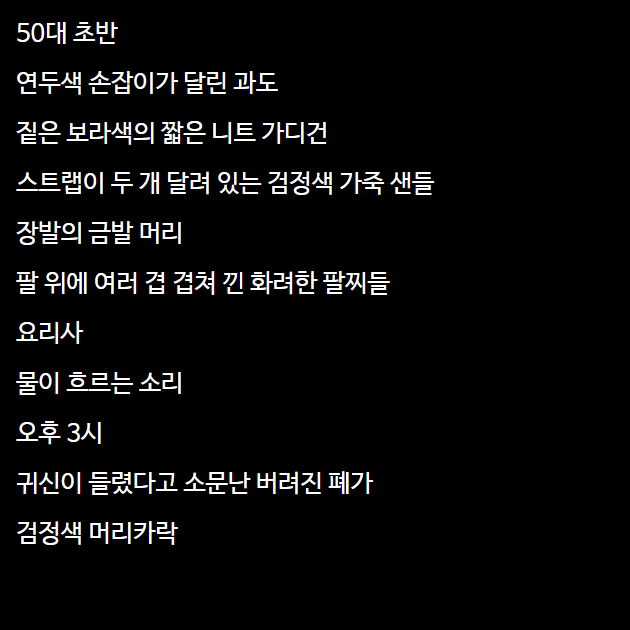 50대 초반
연두색 손잡이가 달린 과도
짙은 보라색의 짧은 니트 가디건
스트랩이 두 개 달려 있는 검정색 가죽 샌들
장발의 금발 머리
팔 위에 여러 겹 겹쳐 낀 화려한 팔찌들
요리사
물이 흐르는 소리
오후 3시
귀신이 들렸다고 소문난 버려진 폐가
검정색 머리카락